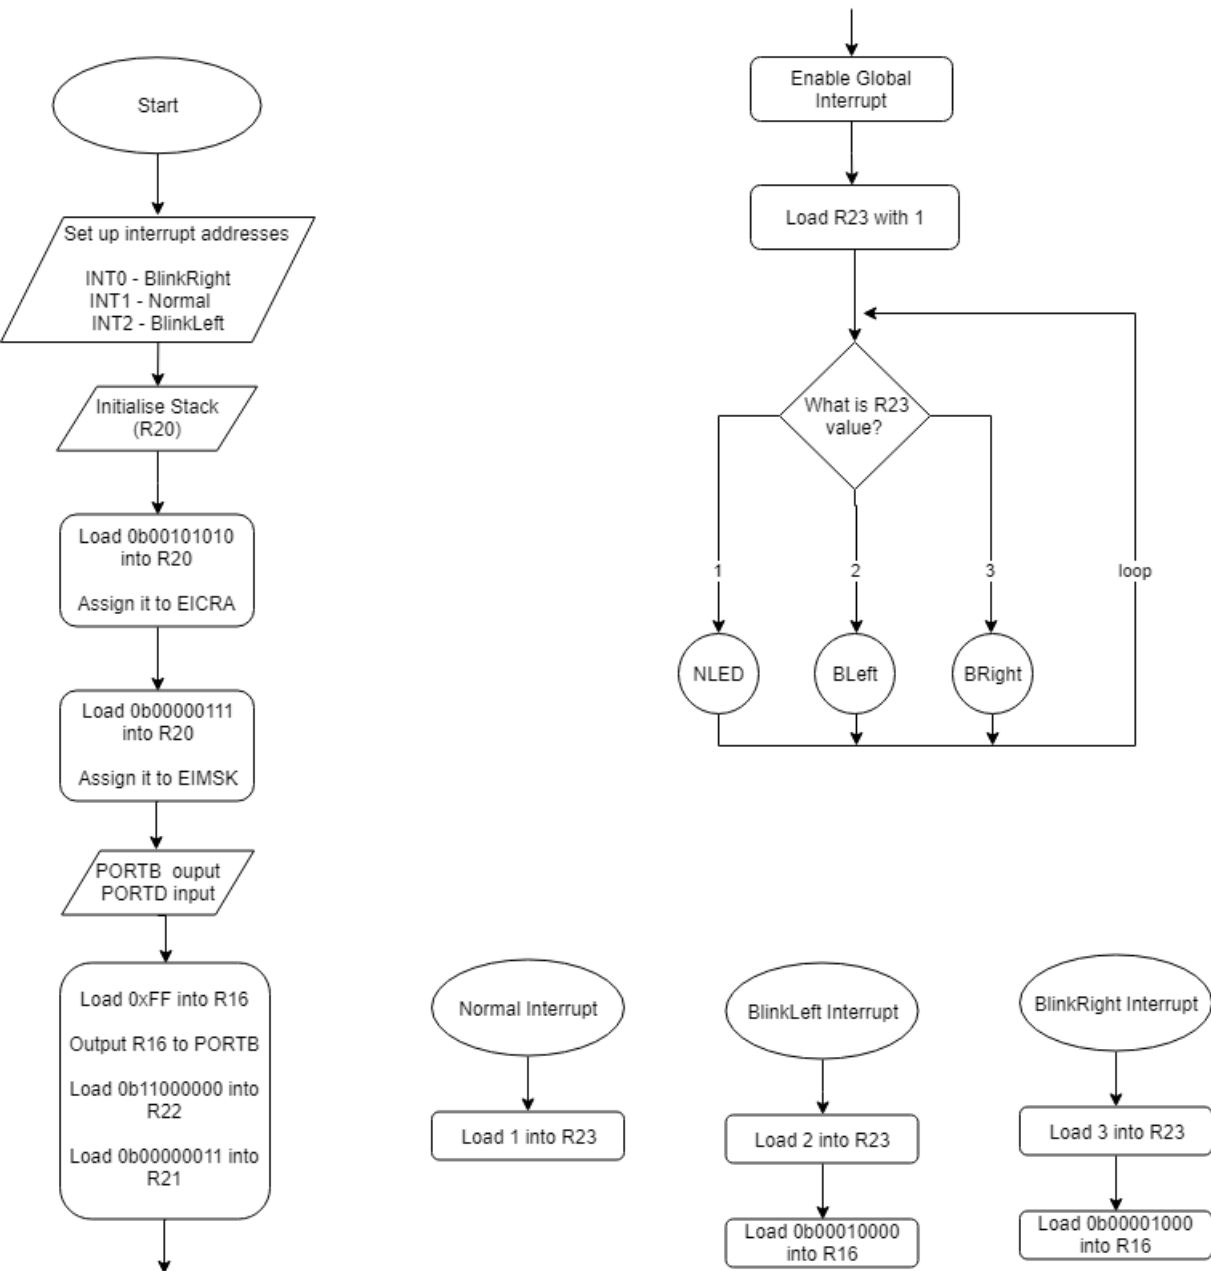 Start
Set up interrupt addresses
INT0 - BlinkRight
INT1 - Normal
INT2 - BlinkLeft
Initialise Stack
(R20)
Load 0b00101010
into R20
Assign it to EICRA
Load 0b00000111
into R20
Assign it to EIMSK
PORTB ouput
PORTD input
Load 0xFF into R16
Output R16 to PORTB
Load 0b11000000 into
R22
Load 0b00000011 into
R21
Enable Global
Interrupt
Load R23 with 1
What is R23
value?
1
2
3
loop
NLED
BLeft
BRight
Normal Interrupt
Load 1 into R23
BlinkLeft Interrupt
Load 2 into R23
Load 0b00010000
into R16
BlinkRight Interrupt
Load 3 into R23
Load 0b00001000
into R16